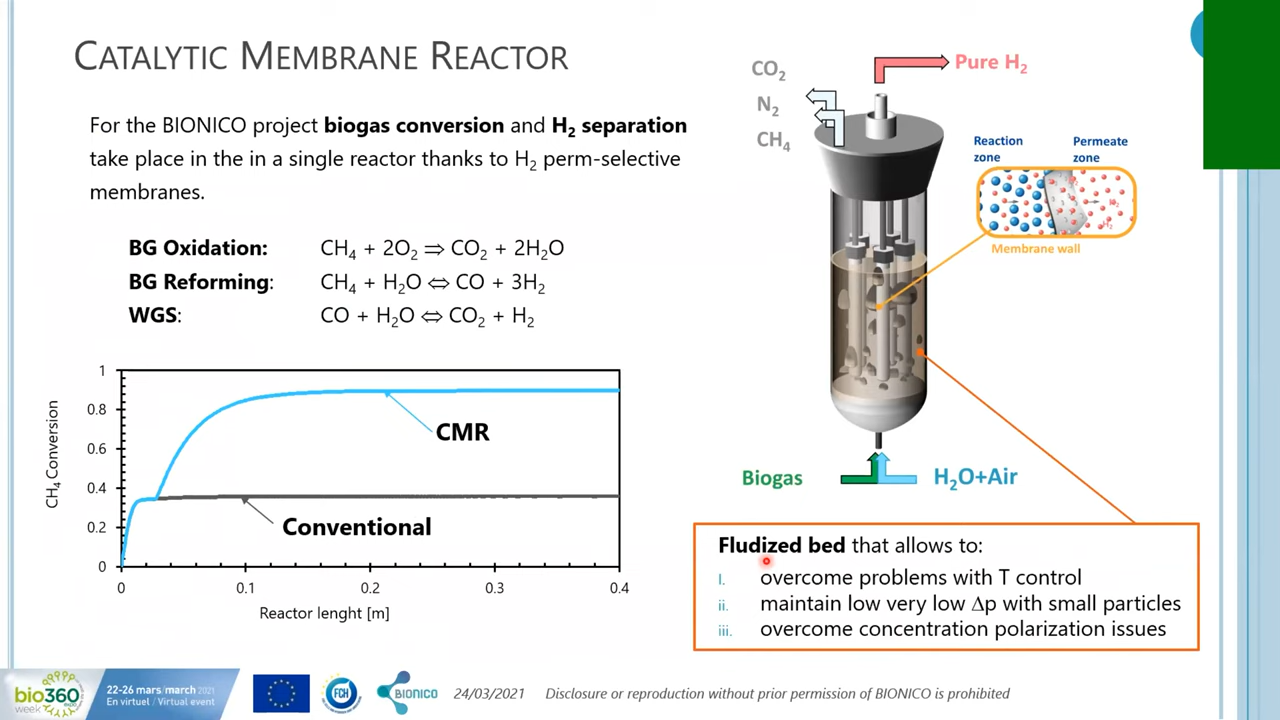 CATALYTIC MEMBRANE REACTOR
For the BIONICO project biogas conversion and H₂ separation
take place in the in a single reactor thanks to H₂ perm-selective
membranes.
BG Oxidation: CH₄ + 2O₂ ⇒ CO₂ + 2H₂O
BG Reforming: CH₄ + H₂O ⇔ CO + 3H₂
WGS: CO + H₂O ⇔ CO₂ + H₂
CH₄ Conversion
1
0.8
0.6
0.4
0.2
0
0 0.1 0.2 0.3 0.4
Reactor lenght [m]
CMR
Conventional
CO₂
N₂
CH₄
Pure H₂
Reaction
zone
Permeate
zone
H₂
H₂
Membrane wall
Biogas
H₂O+Air
Fludized bed that allows to:
I. overcome problems with T control
ii. maintain low very low Δp with small particles
iii. overcome concentration polarization issues
bio360
week
22-26 mars/march 2021
En virtuel / Virtual event
FCH
BIONICO
24/03/2021
Disclosure or reproduction without prior permission of BIONICO is prohibited